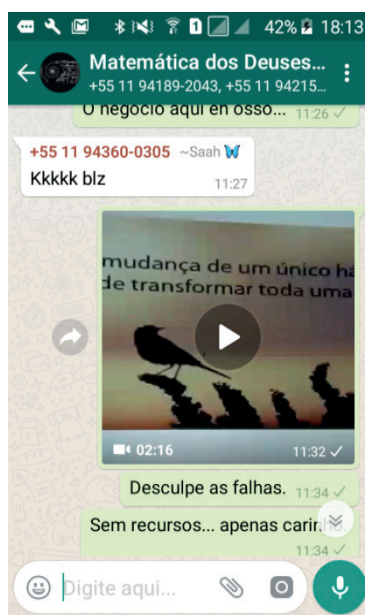 42% 18:13
Matemática dos Deuses...
+55 11 94189-2043, +55 11 94215...
O negócio aqui en osso... 11:26
+55 11 94360-0305 ~Saah
Kkkkk blz
11:27
mudança de um único há
de transformar toda uma
02:16 11:32
Desculpe as falhas. 11:34
Sem recursos... apenas carin
11:34
Digite aqui...